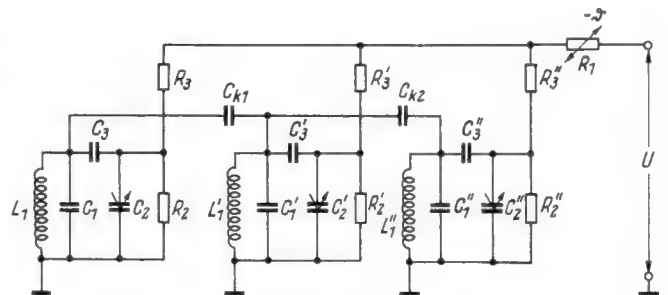 -ϑ
R₃ R₃' R₃'' R₁
Cₖ₁ Cₖ₂
C₃ C₃' C₃'' U
L₁ C₁ C₂ R₂ L₁' C₁' C₂' R₂' L₁'' C₁'' C₂'' R₂''